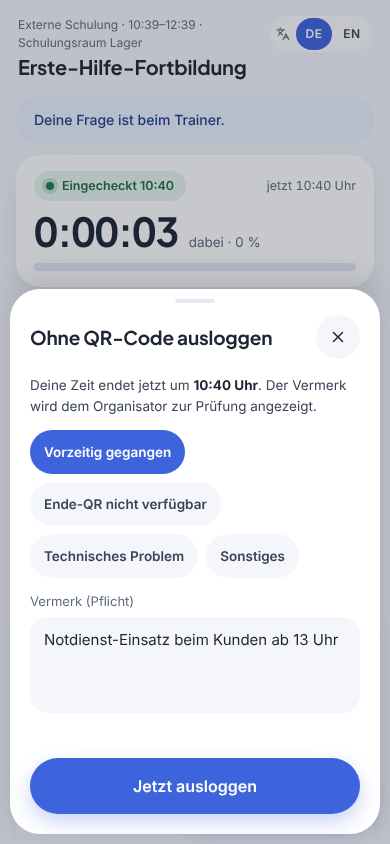 Externe Schulung · 10:39–12:39 ·
Schulungsraum Lager
DE EN
Erste-Hilfe-Fortbildung
Deine Frage ist beim Trainer.
Eingecheckt 10:40
jetzt 10:40 Uhr
0:00:03 dabei · 0 %
Ohne QR-Code ausloggen
Deine Zeit endet jetzt um 10:40 Uhr. Der Vermerk
wird dem Organisator zur Prüfung angezeigt.
Vorzeitig gegangen
Ende-QR nicht verfügbar
Technisches Problem
Sonstiges
Vermerk (Pflicht)
Notdienst-Einsatz beim Kunden ab 13 Uhr
Jetzt ausloggen